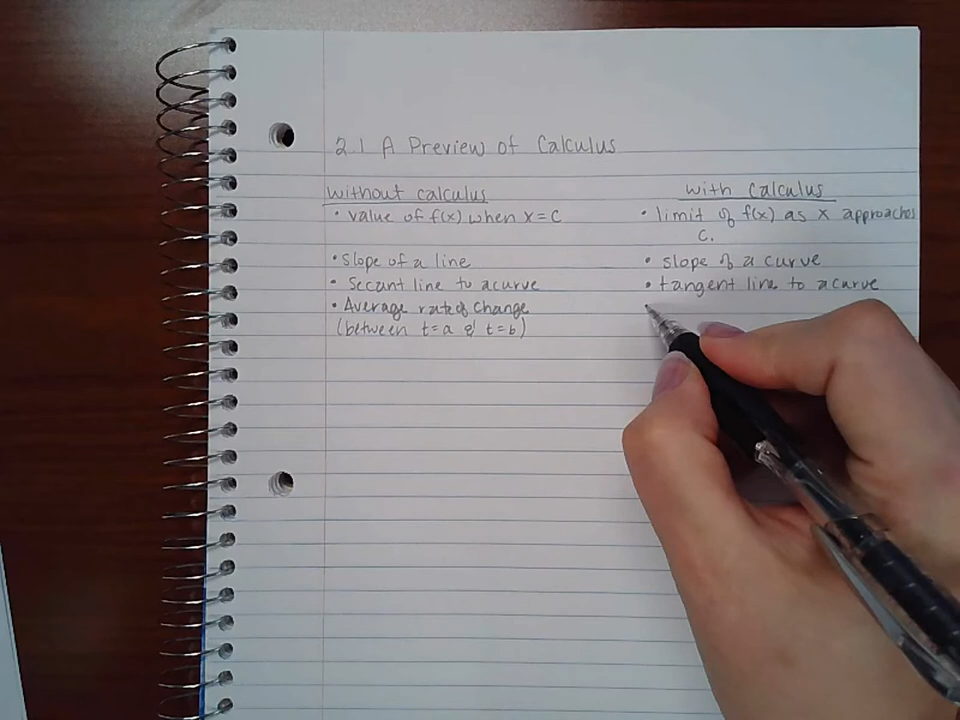 2.1 A Preview of Calculus
without calculus
with Calculus
• value of f(x) when x = c
• limit of f(x) as x approaches
c.
• Slope of a line
• slope of a curve
• Secant line to a curve
• tangent line to a curve
• Average rate of Change
(between t=a & t=b)